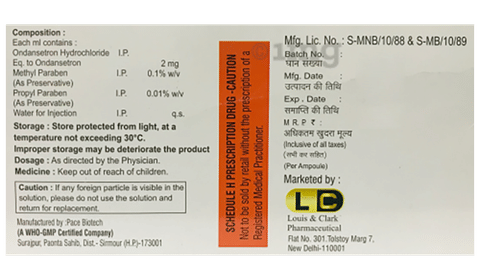 Composition :
Each ml contains :
Ondansetron Hydrochloride I.P.
Eq. to Ondansetron 2 mg
Methyl Paraben I.P. 0.1% w/v
(As Preservative)
Propyl Paraben I.P. 0.01% w/v
(As Preservative)
Water for Injection I.P. q.s.
Storage : Store protected from light, at a
temperature not exceeding 30°C.
Improper storage may be deteriorate the product
Dosage : As directed by the Physician.
Medicine : Keep out of reach of children.
Caution : If any foreign particle is visible in the
solution, please do not use the solution and
return for replacement.
Manufactured by :Pace Biotech
(A WHO-GMP Certified Company)
Surajpur, Paonta Sahib, Dist.- Sirmour (H.P)-173001
SCHEDULE H PRESCRIPTION DRUG -CAUTION
Not to be sold by retail without the prescription of a
Registered Medical Practitioner.
Mfg. Lic. No. : S-MNB/10/88 & S-MB/10/89
Batch No. :
घान संख्या
Mfg. Date :
उत्पादन की तिथि
Exp . Date :
समाप्ति की तिथि
M R P ₹ :
अधिकतम खुदरा मूल्य
(Inclusive of all taxes)
(सभी कर सहित)
(Per Ampoule)
Marketed by :
LC
Louis & Clark
Pharmaceutical
Flat No. 301,Tolstoy Marg 7,
New Delhi-110001